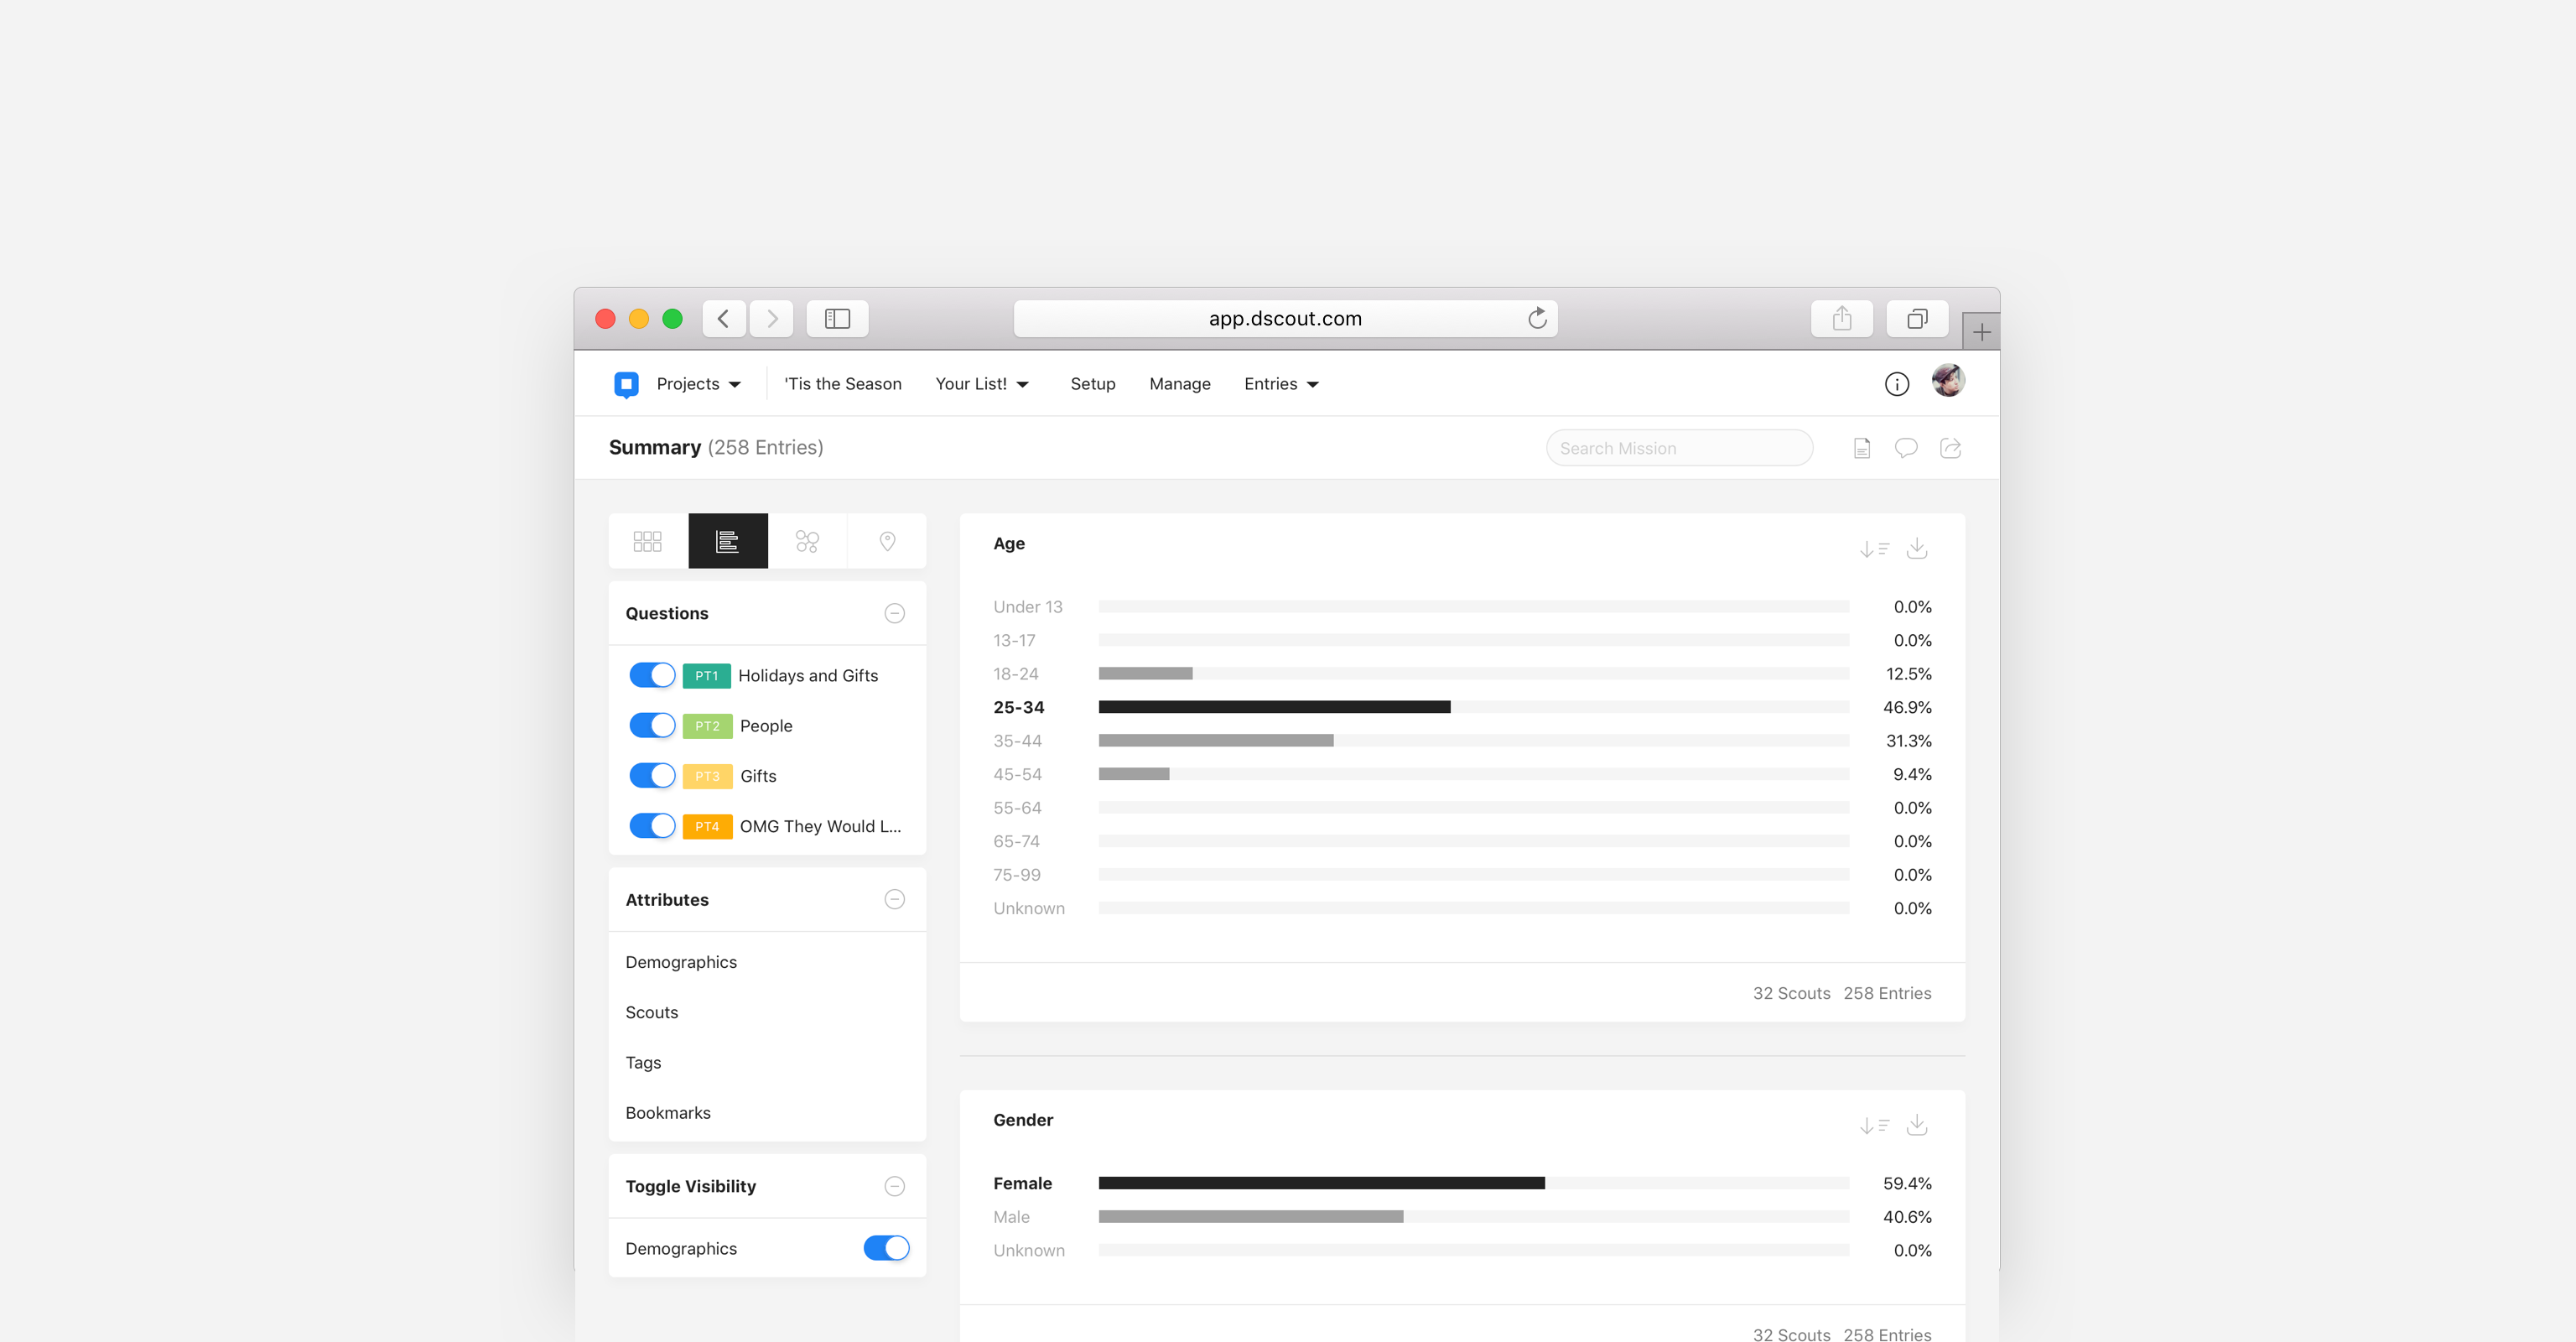 app.dscout.com
Projects 'Tis the Season Your List! Setup Manage Entries
Summary (258 Entries)
Search Mission
Questions
PT1 Holidays and Gifts
PT2 People
PT3 Gifts
PT4 OMG They Would L...
Attributes
Demographics
Scouts
Tags
Bookmarks
Toggle Visibility
Demographics
Age
Under 13 0.0%
13-17 0.0%
18-24 12.5%
25-34 46.9%
35-44 31.3%
45-54 9.4%
55-64 0.0%
65-74 0.0%
75-99 0.0%
Unknown 0.0%
32 Scouts 258 Entries
Gender
Female 59.4%
Male 40.6%
Unknown 0.0%
32 Scouts 258 Entries